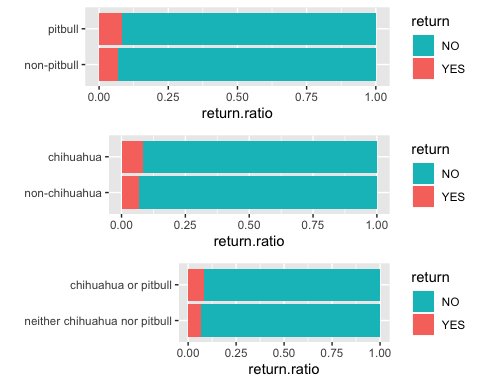 pitbull
non-pitbull
0.00 0.25 0.50 0.75 1.00
return.ratio
return
NO
YES
chihuahua
non-chihuahua
0.00 0.25 0.50 0.75 1.00
return.ratio
return
NO
YES
chihuahua or pitbull
neither chihuahua nor pitbull
0.00 0.25 0.50 0.75 1.00
return.ratio
return
NO
YES